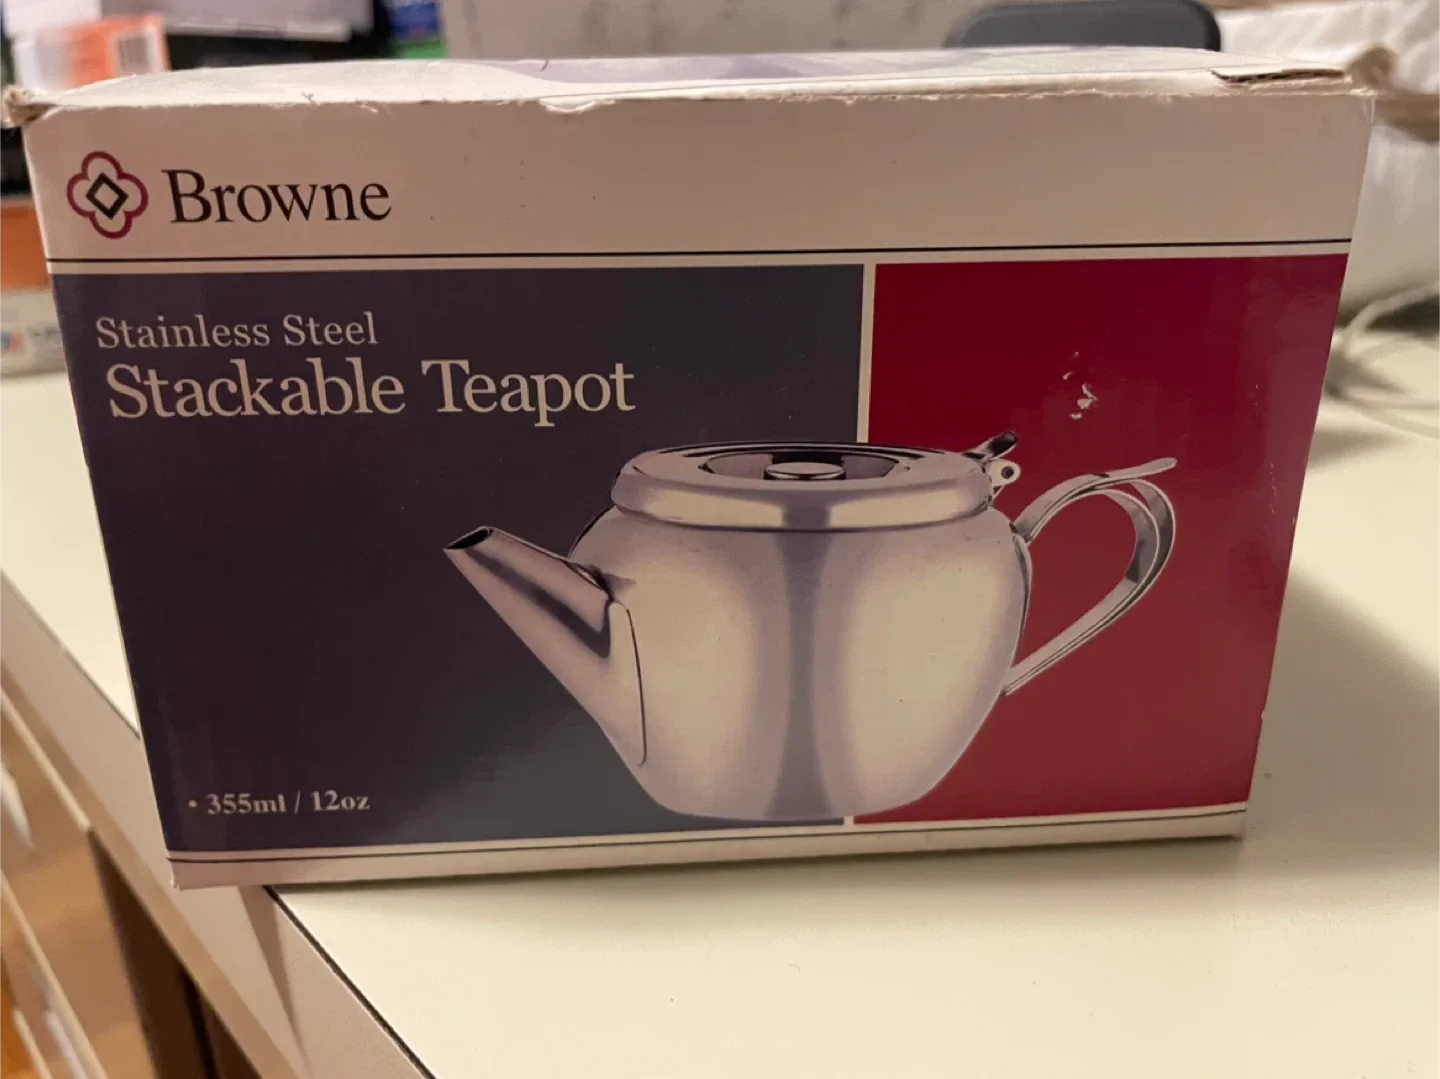 Browne
Stainless Steel
Stackable Teapot
• 355ml / 12oz